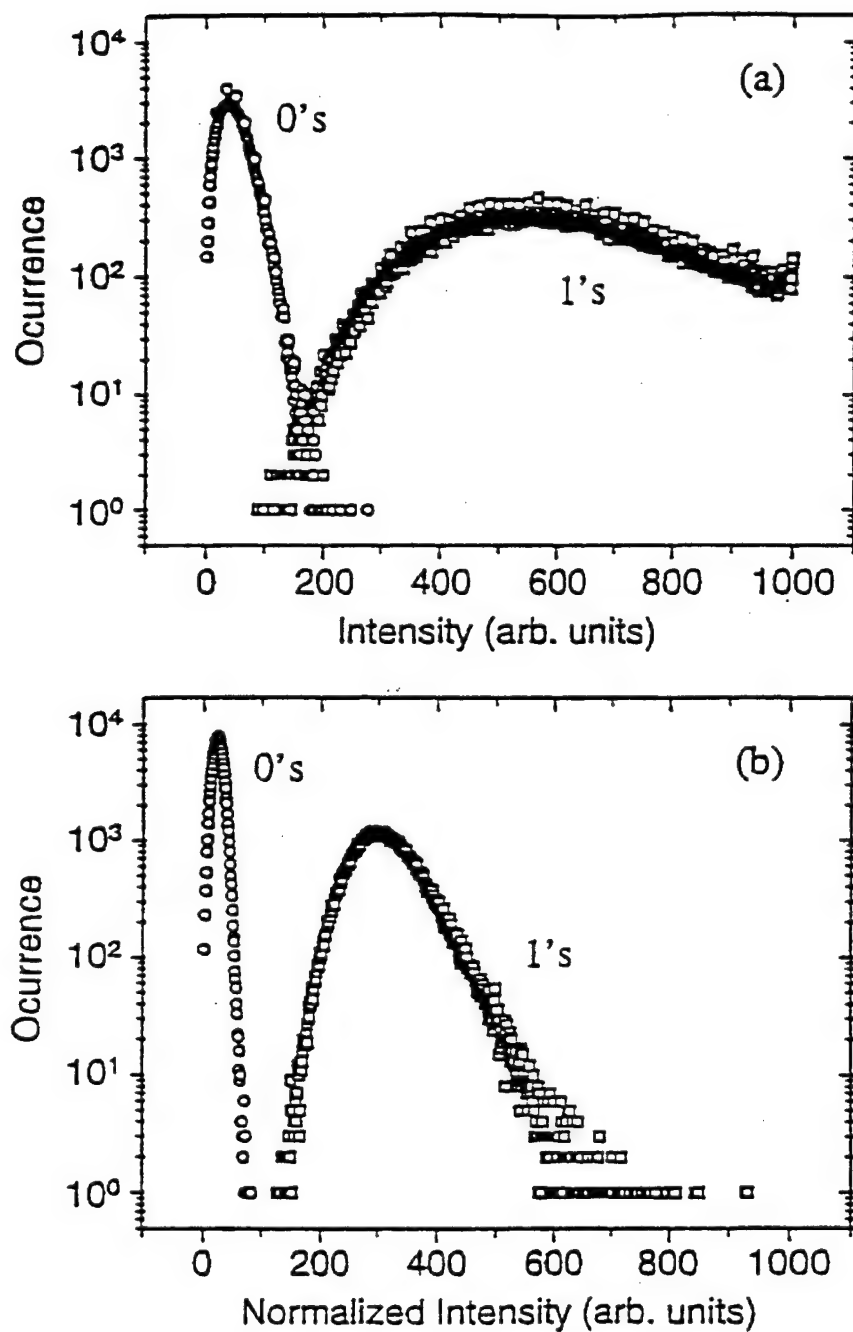 (a)
0's
1's
10⁴
10³
10²
10¹
10⁰
Ocurrence
0 200 400 600 800 1000
Intensity (arb. units)
(b)
0's
1's
10⁴
10³
10²
10¹
10⁰
Ocurrence
0 200 400 600 800 1000
Normalized Intensity (arb. units)